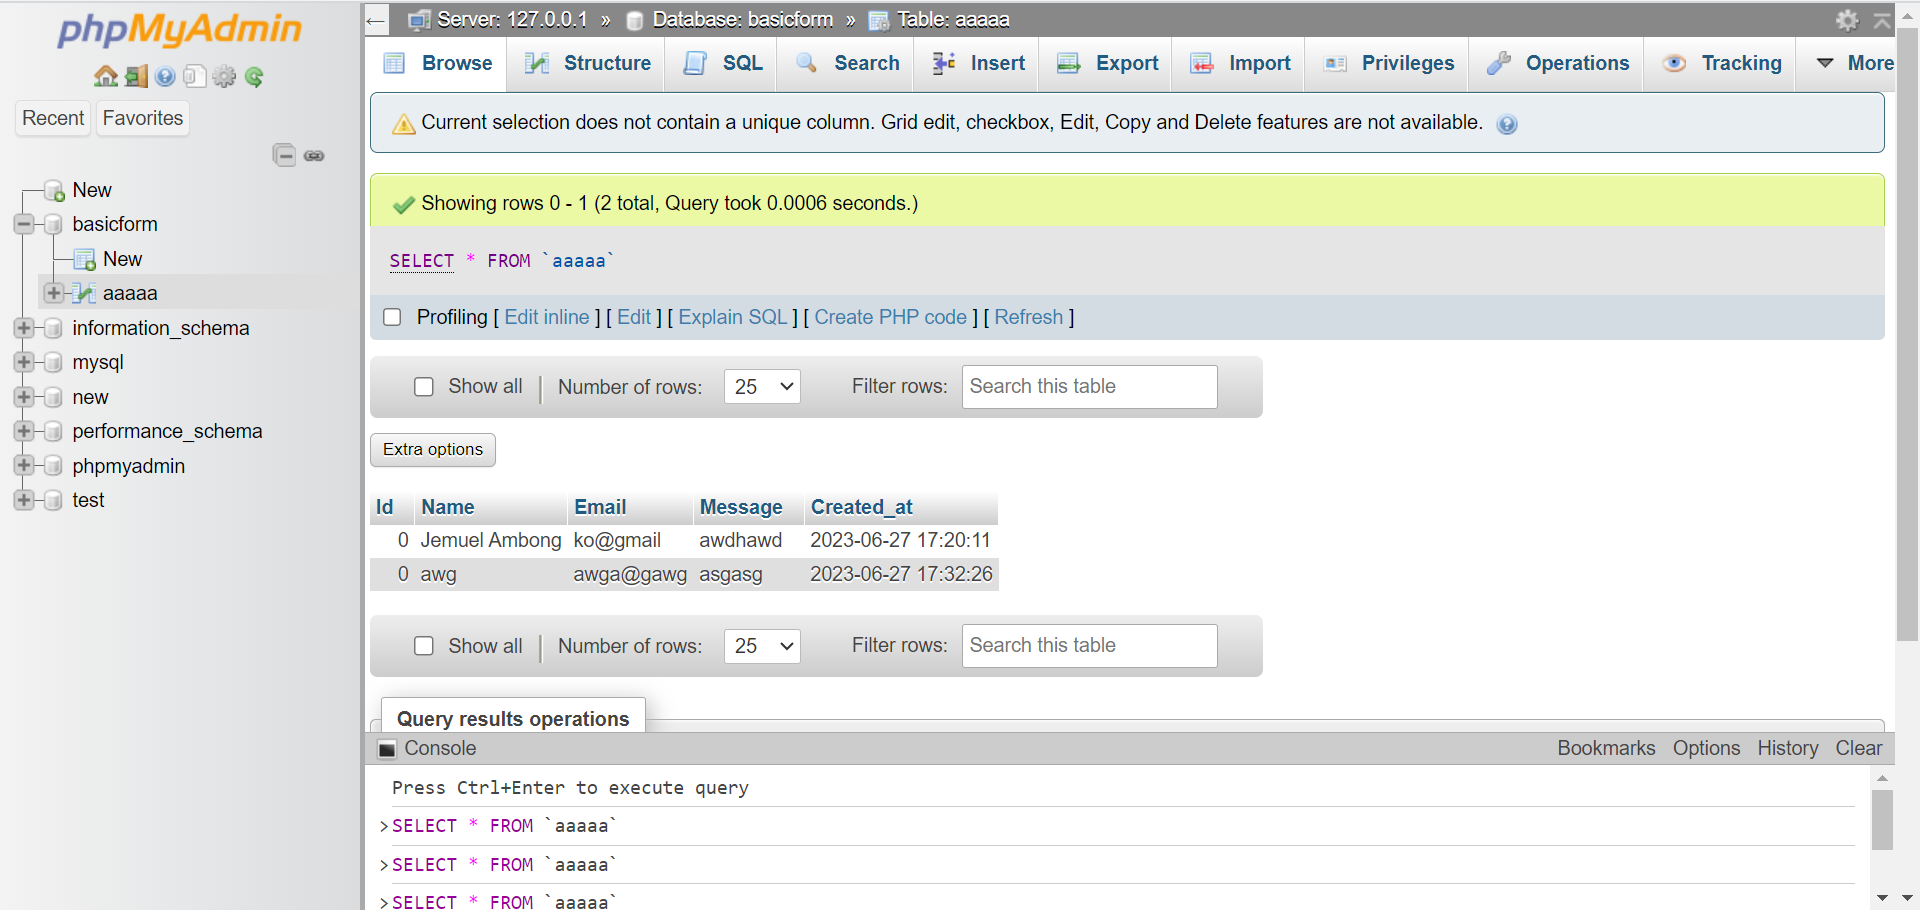 phpMyAdmin
Recent Favorites
New
basicform
New
aaaaa
information_schema
mysql
new
performance_schema
phpmyadmin
test
Server: 127.0.0.1 » Database: basicform » Table: aaaaa
Browse Structure SQL Search Insert Export Import Privileges Operations Tracking More
Current selection does not contain a unique column. Grid edit, checkbox, Edit, Copy and Delete features are not available.
Showing rows 0 - 1 (2 total, Query took 0.0006 seconds.)
SELECT * FROM `aaaaa`
Profiling [ Edit inline ] [ Edit ] [ Explain SQL ] [ Create PHP code ] [ Refresh ]
Show all | Number of rows: 25 Filter rows: Search this table
Extra options
Id Name Email Message Created_at
0 Jemuel Ambong ko@gmail awdhawd 2023-06-27 17:20:11
0 awg awga@gawg asgasg 2023-06-27 17:32:26
Show all | Number of rows: 25 Filter rows: Search this table
Query results operations
Console Bookmarks Options History Clear
Press Ctrl+Enter to execute query
>SELECT * FROM `aaaaa`
>SELECT * FROM `aaaaa`
>SELECT * FROM `aaaaa`